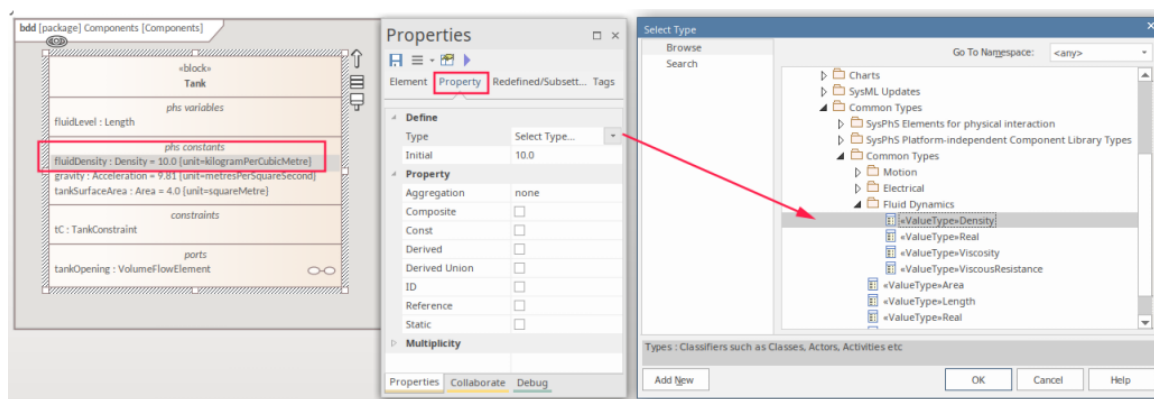 bdd [package] Components [Components]
«block»
Tank
phs variables
fluidLevel : Length
phs constants
fluidDensity : Density = 10.0 {unit=kilogramPerCubicMetre}
gravity : Acceleration = 9.81 {unit=metresPerSquareSecond}
tankSurfaceArea : Area = 4.0 {unit=squareMetre}
constraints
tC : TankConstraint
ports
tankOpening : VolumeFlowElement
Properties
Element Property Redefined/Subsett... Tags
Define
Type Select Type...
Initial 10.0
Property
Aggregation none
Composite
Const
Derived
Derived Union
ID
Reference
Static
Multiplicity
Properties Collaborate Debug
Select Type
Browse
Search
Go To Namespace: <any>
Charts
SysML Updates
Common Types
SysPhS Elements for physical interaction
SysPhS Platform-independent Component Library Types
Common Types
Motion
Electrical
Fluid Dynamics
«ValueType»Density
«ValueType»Real
«ValueType»Viscosity
«ValueType»ViscousResistance
«ValueType»Area
«ValueType»Length
«ValueType»Real
Types : Classifiers such as Classes, Actors, Activities etc
Add New OK Cancel Help